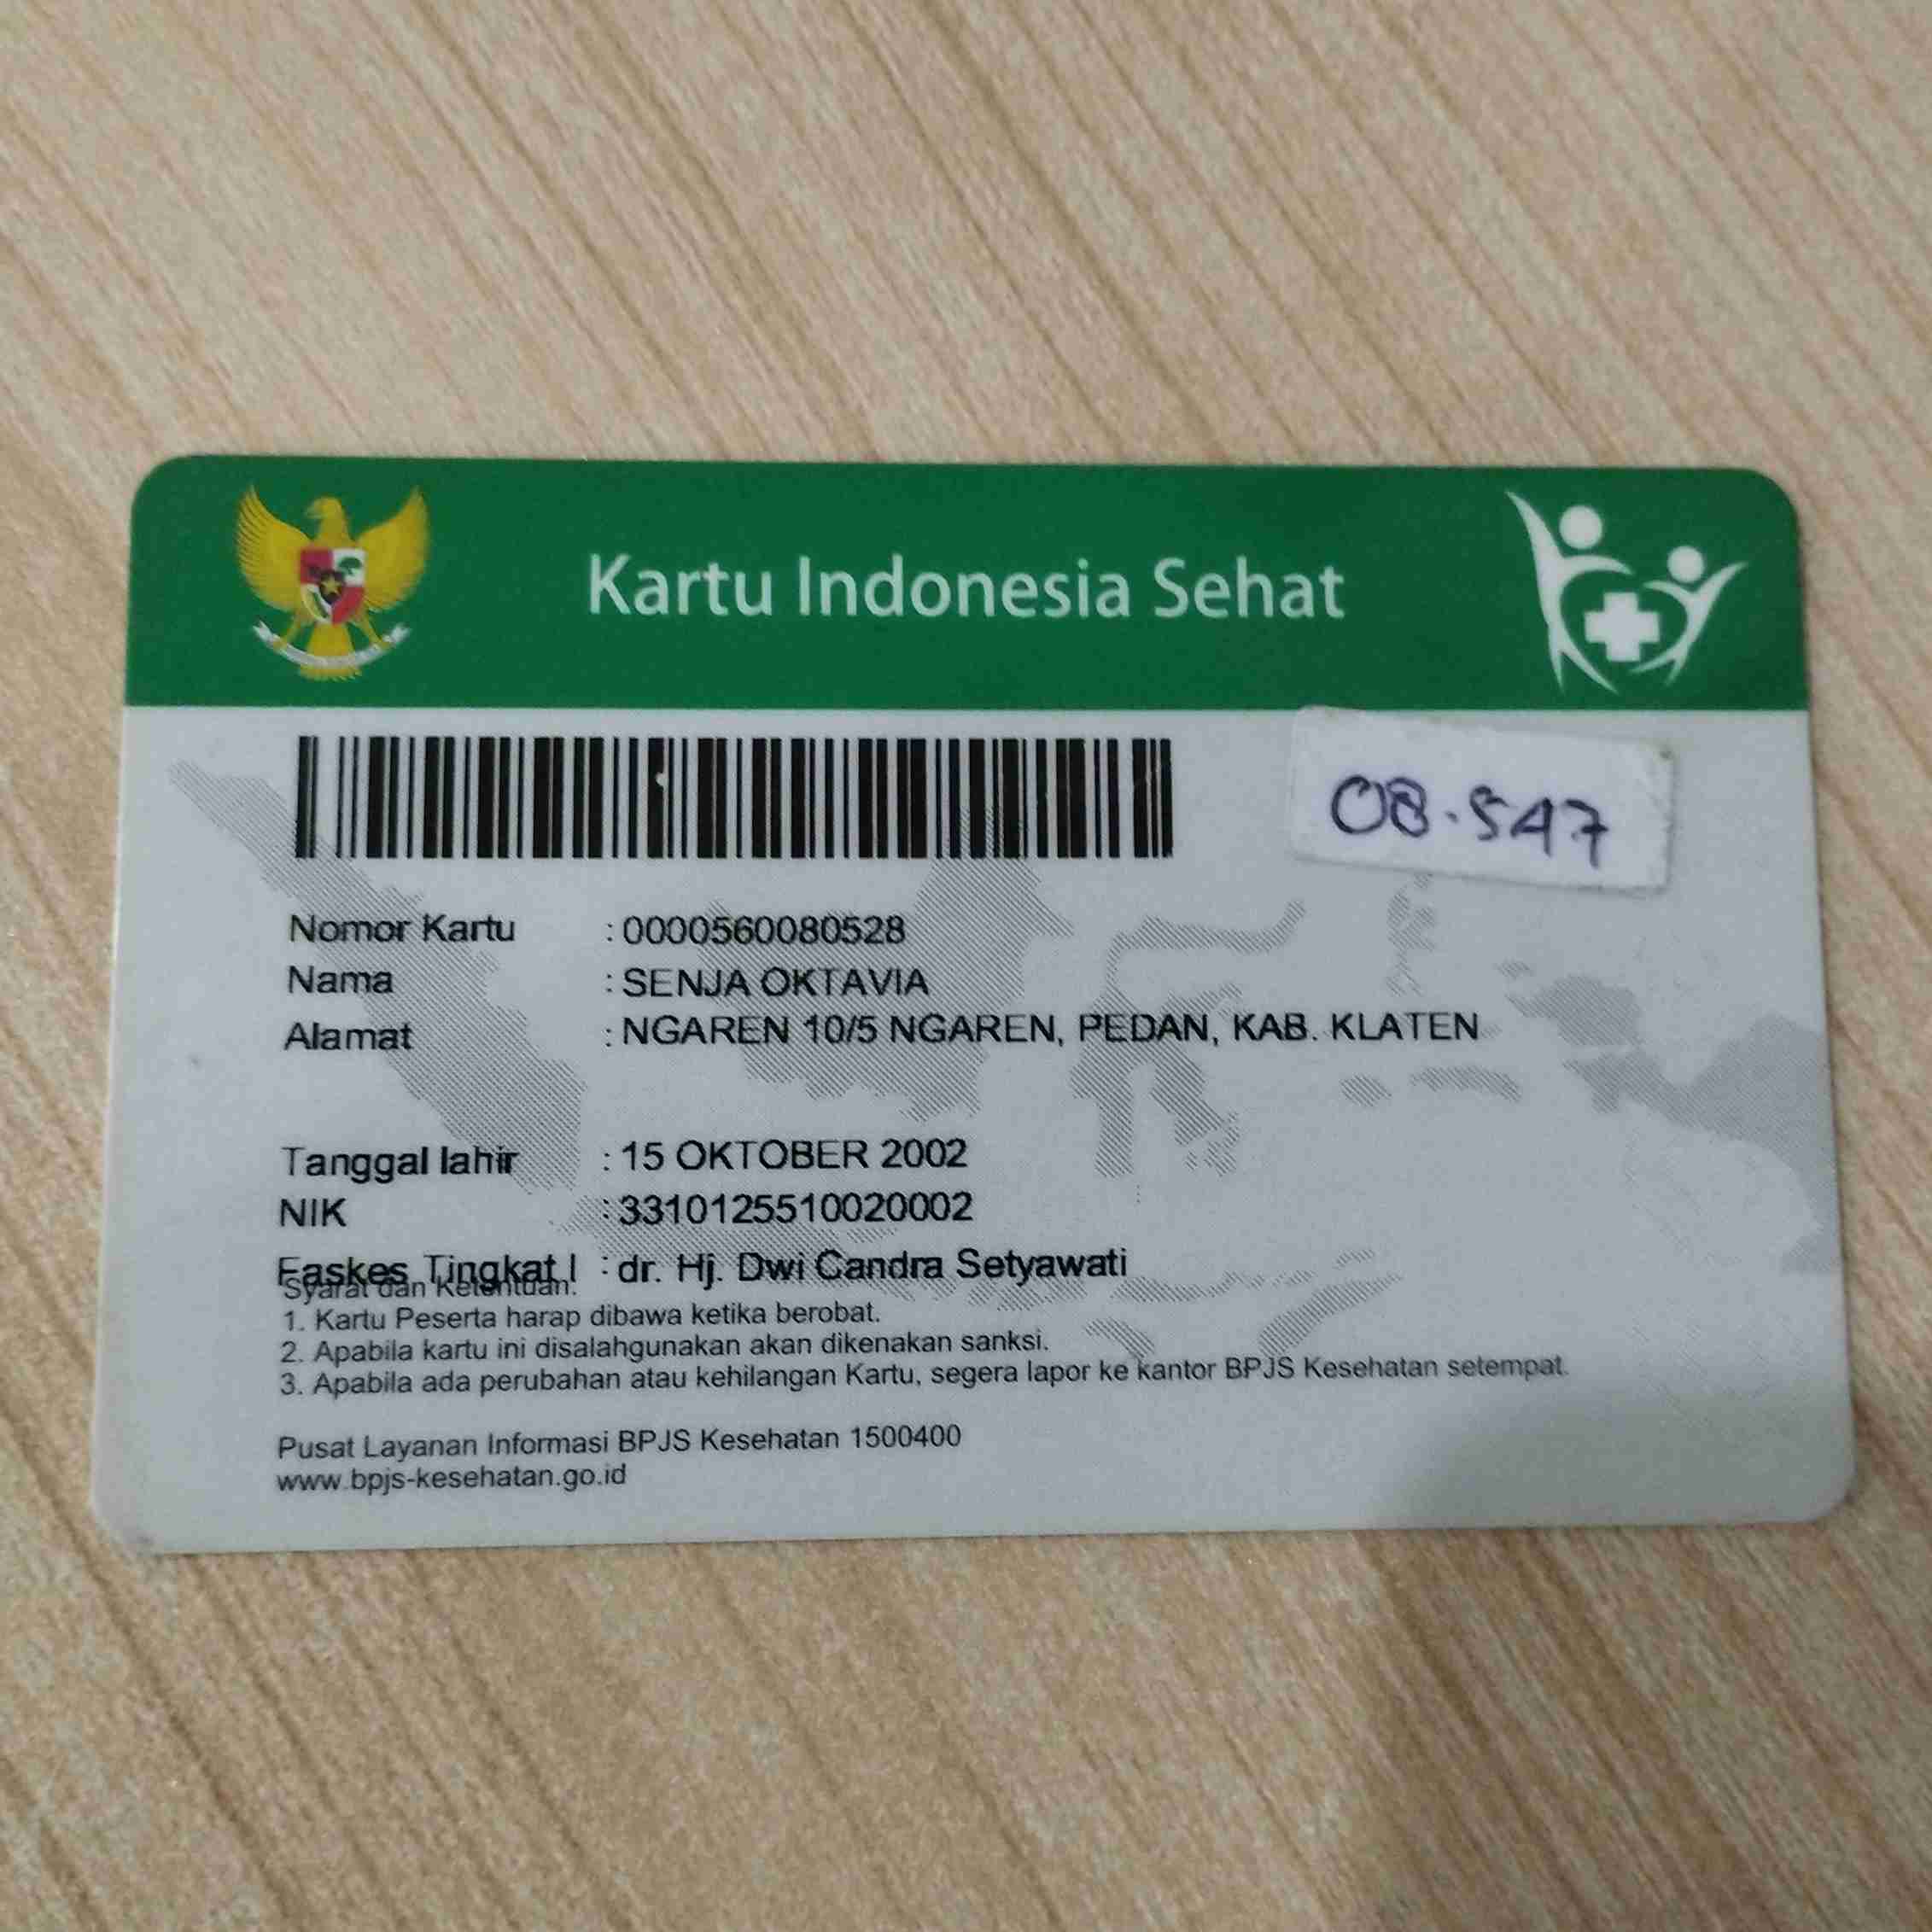 Kartu Indonesia Sehat
08.547
Nomor Kartu : 0000560080528
Nama : SENJA OKTAVIA
Alamat : NGAREN 10/5 NGAREN, PEDAN, KAB. KLATEN
Tanggal lahir : 15 OKTOBER 2002
NIK : 3310125510020002
Faskes Tingkat I : dr. Hj. Dwi Candra Setyawati
Syarat dan Ketentuan:
1. Kartu Peserta harap dibawa ketika berobat.
2. Apabila kartu ini disalahgunakan akan dikenakan sanksi.
3. Apabila ada perubahan atau kehilangan Kartu, segera lapor ke kantor BPJS Kesehatan setempat.
Pusat Layanan Informasi BPJS Kesehatan 1500400
www.bpjs-kesehatan.go.id